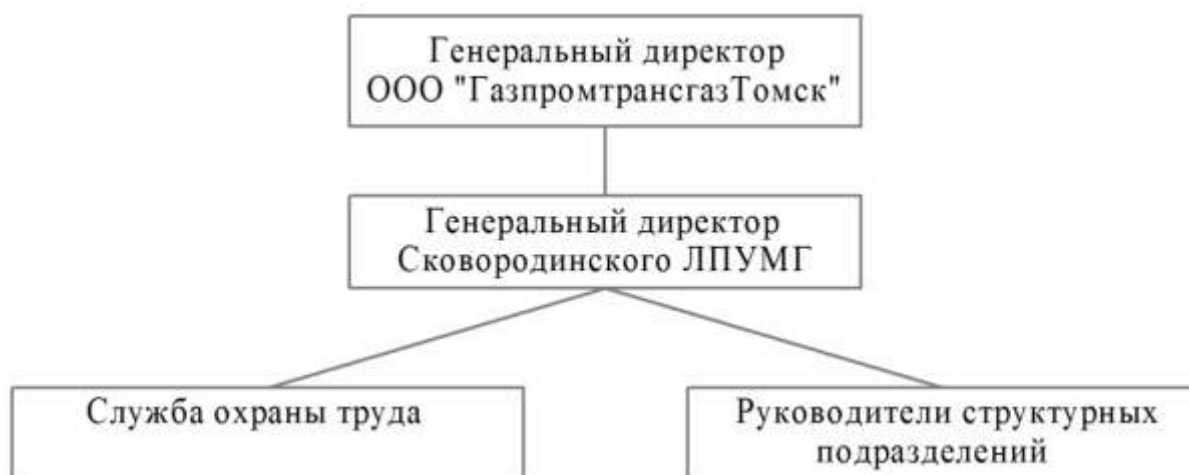 Генеральный директор
ООО "ГазпромтрансгазТомск"
Генеральный директор
Сковородинского ЛПУМГ
Служба охраны труда
Руководители структурных
подразделений